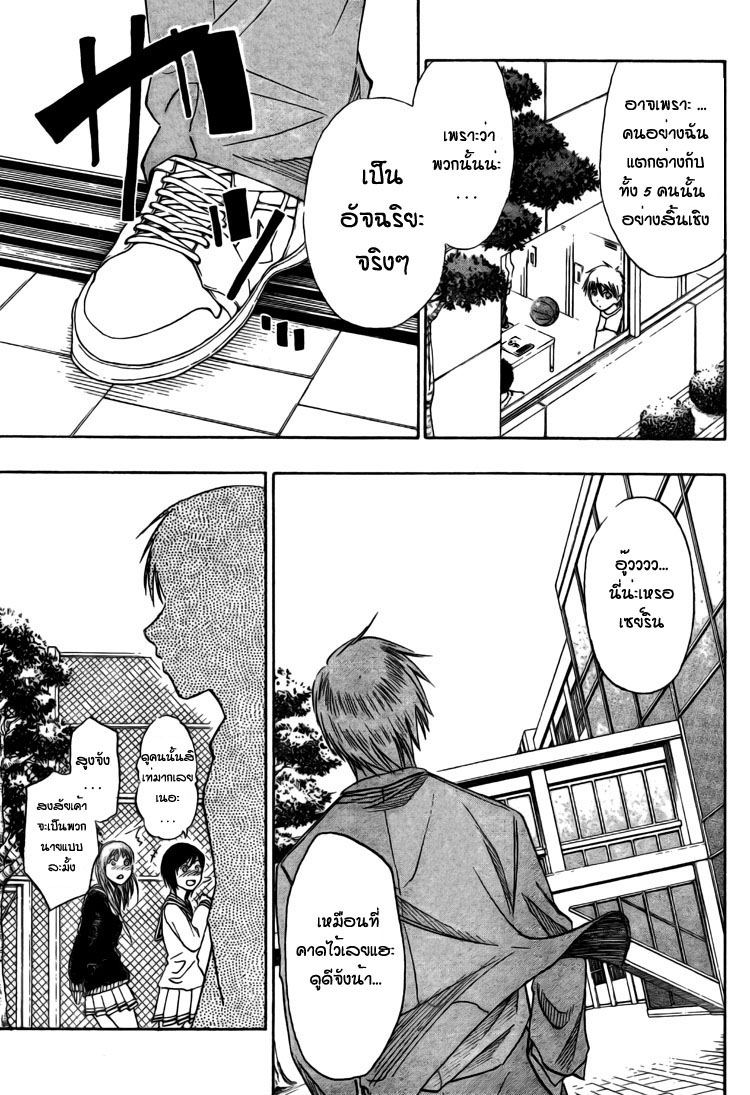 อาจเพราะ ...
คนอย่างฉัน
แตกต่างกับ
ทั้ง 5 คนนั้น
อย่างสิ้นเชิง
เพราะว่า
พวกนั้นน่ะ
...
เป็น
อัจฉริยะ
จริงๆ
อู๊วววว...
นี่น่ะเหรอ
เซย์ริน
เหมือนที่
คาดไว้เลยแฮะ
ดูดีจังน้า...
ดูคนนั้นสิ
เท่มากเลย
เนอะ
...
สูงจัง
...
สงสัยเค้า
จะเป็นพวก
นายแบบ
ละมั้ง